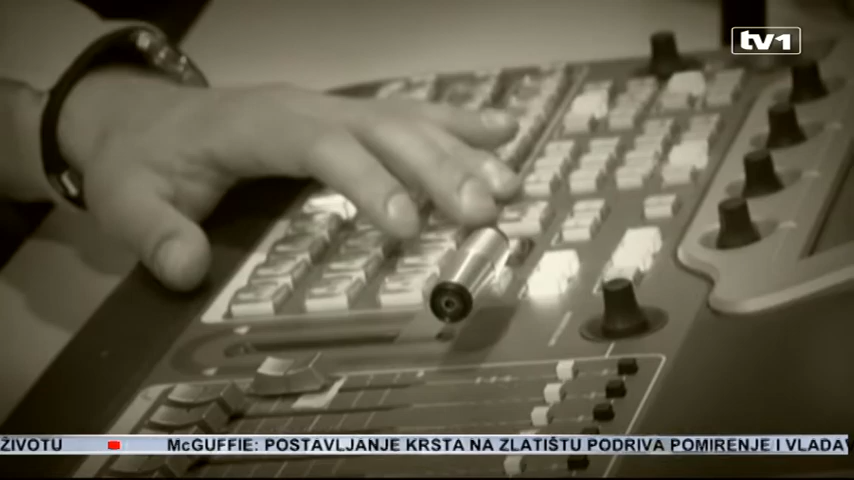 tv1
ŽIVOTU
McGUFFIE: POSTAVLJANJE KRSTA NA ZLATIŠTU PODRIVA POMIRENJE I VLADA